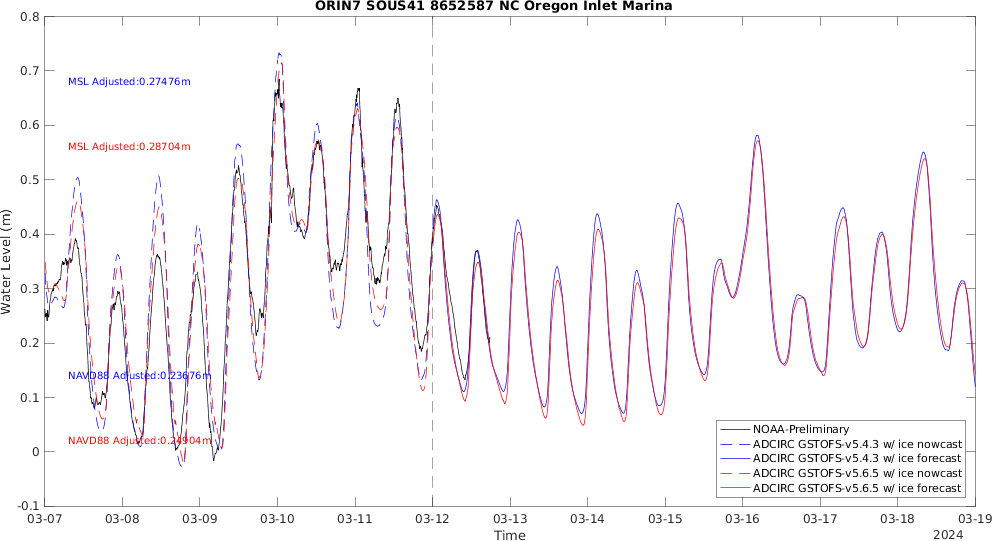 ORIN7 SOUS41 8652587 NC Oregon Inlet Marina
0.8
0.7
0.6
0.5
0.4
0.3
0.2
0.1
0
-0.1
Water Level (m)
MSL Adjusted:0.27476m
MSL Adjusted:0.28704m
NAVD88 Adjusted:0.23676m
NAVD88 Adjusted:0.24904m
NOAA-Preliminary
ADCIRC GSTOFS-v5.4.3 w/ ice nowcast
ADCIRC GSTOFS-v5.4.3 w/ ice forecast
ADCIRC GSTOFS-v5.6.5 w/ ice nowcast
ADCIRC GSTOFS-v5.6.5 w/ ice forecast
03-07 03-08 03-09 03-10 03-11 03-12 03-13 03-14 03-15 03-16 03-17 03-18 03-19
Time
2024